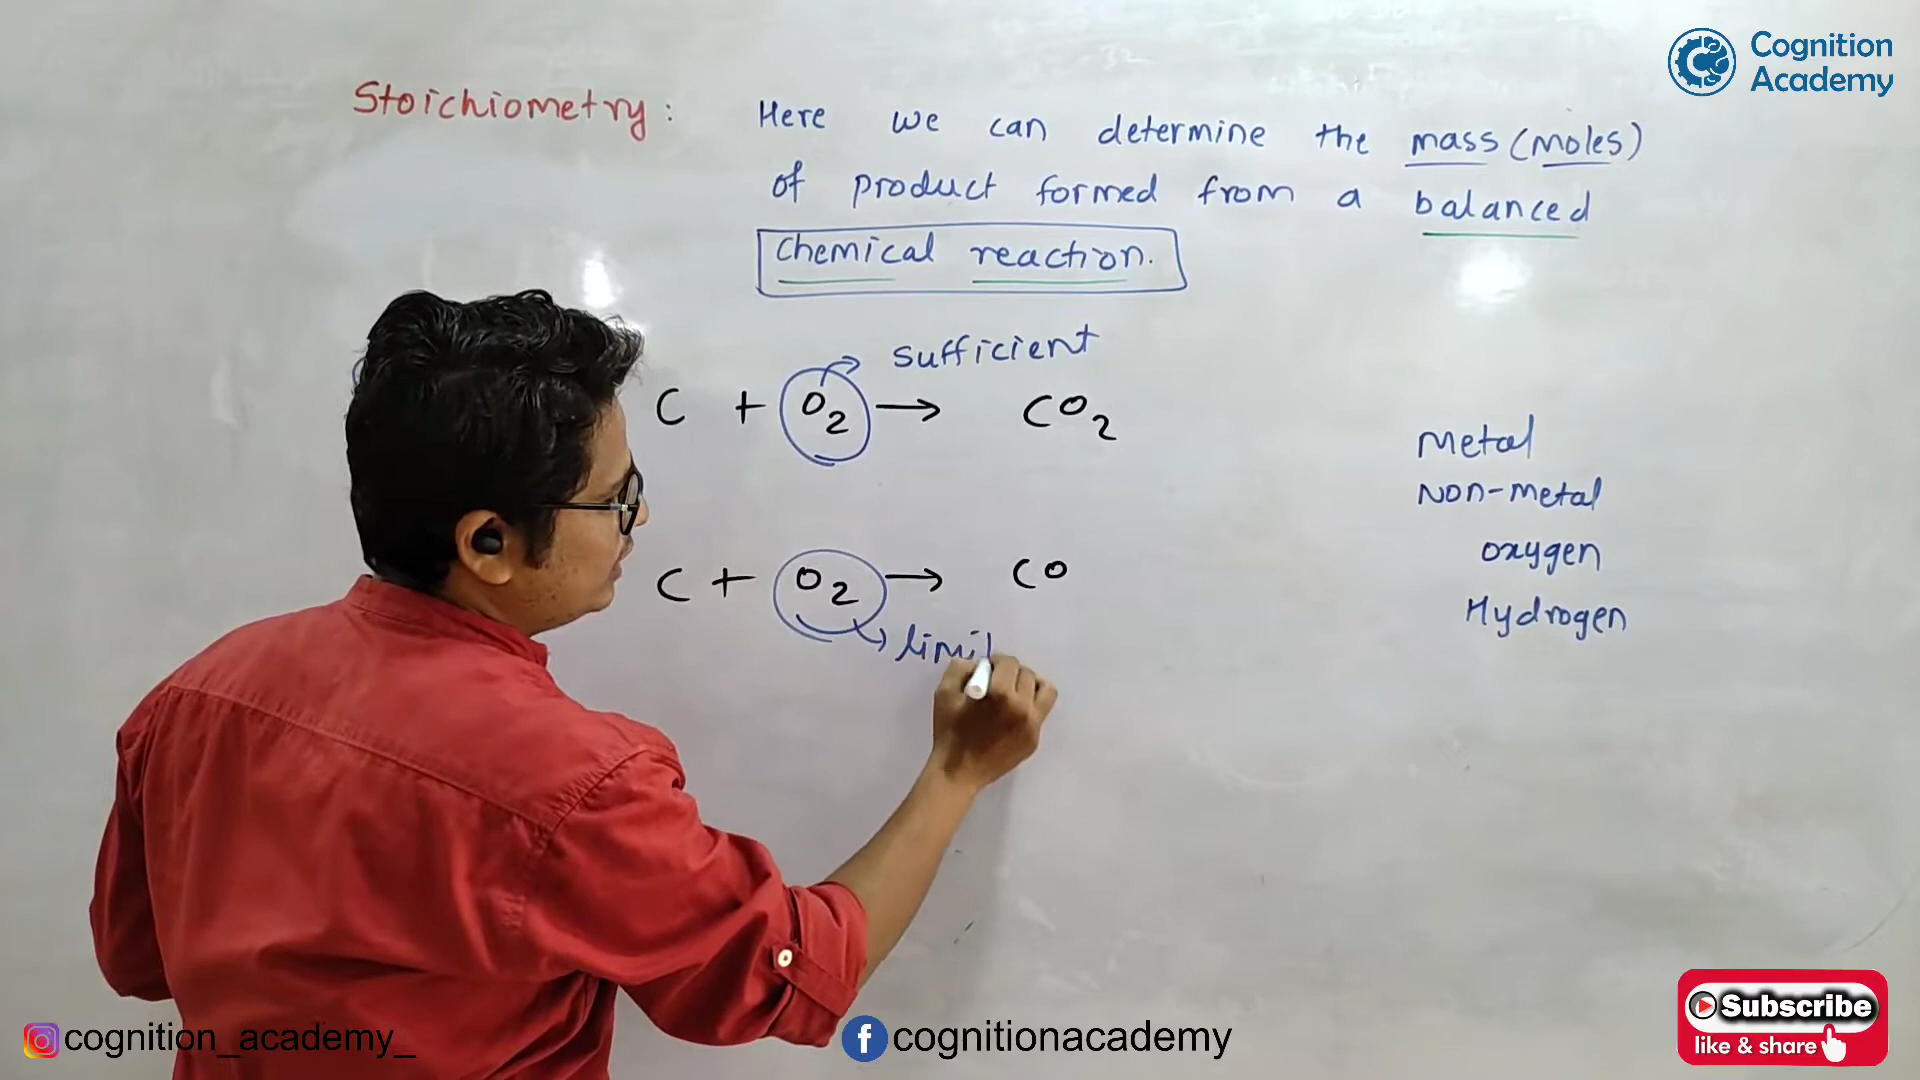 Cognition
Academy
Stoichiometry : Here we can determine the mass (moles)
of product formed from a balanced
Chemical reaction.
sufficient
C + O₂ → CO₂
Metal
Non-metal
oxygen
Hydrogen
C + O₂ → CO
limit
cognition_academy_
cognitionacademy
Subscribe
like & share